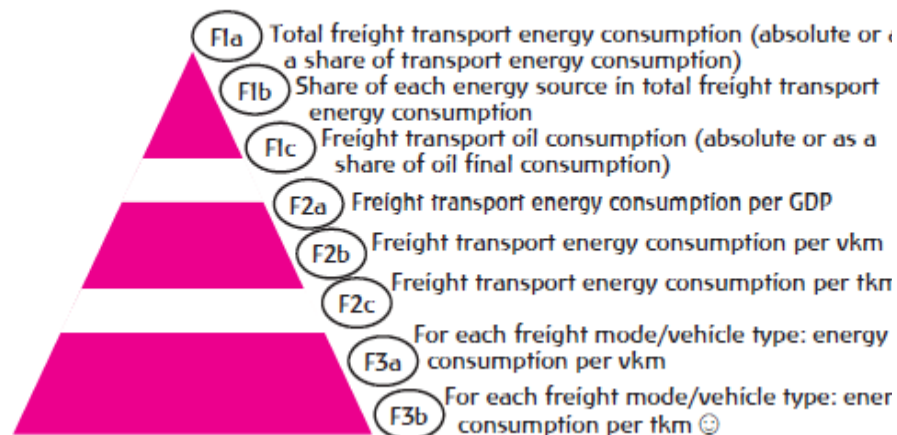 F1a Total freight transport energy consumption (absolute or
a share of transport energy consumption)
F1b Share of each energy source in total freight transport
energy consumption
F1c Freight transport oil consumption (absolute or as a
share of oil final consumption)
F2a Freight transport energy consumption per GDP
F2b Freight transport energy consumption per vkm
F2c Freight transport energy consumption per tkm
F3a For each freight mode/vehicle type: energy
consumption per vkm
F3b For each freight mode/vehicle type: ener
consumption per tkm ☺